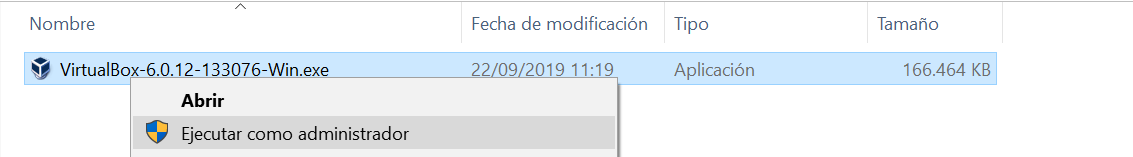 Nombre Fecha de modificación Tipo Tamaño
VirtualBox-6.0.12-133076-Win.exe 22/09/2019 11:19 Aplicación 166.464 KB
Abrir
Ejecutar como administrador